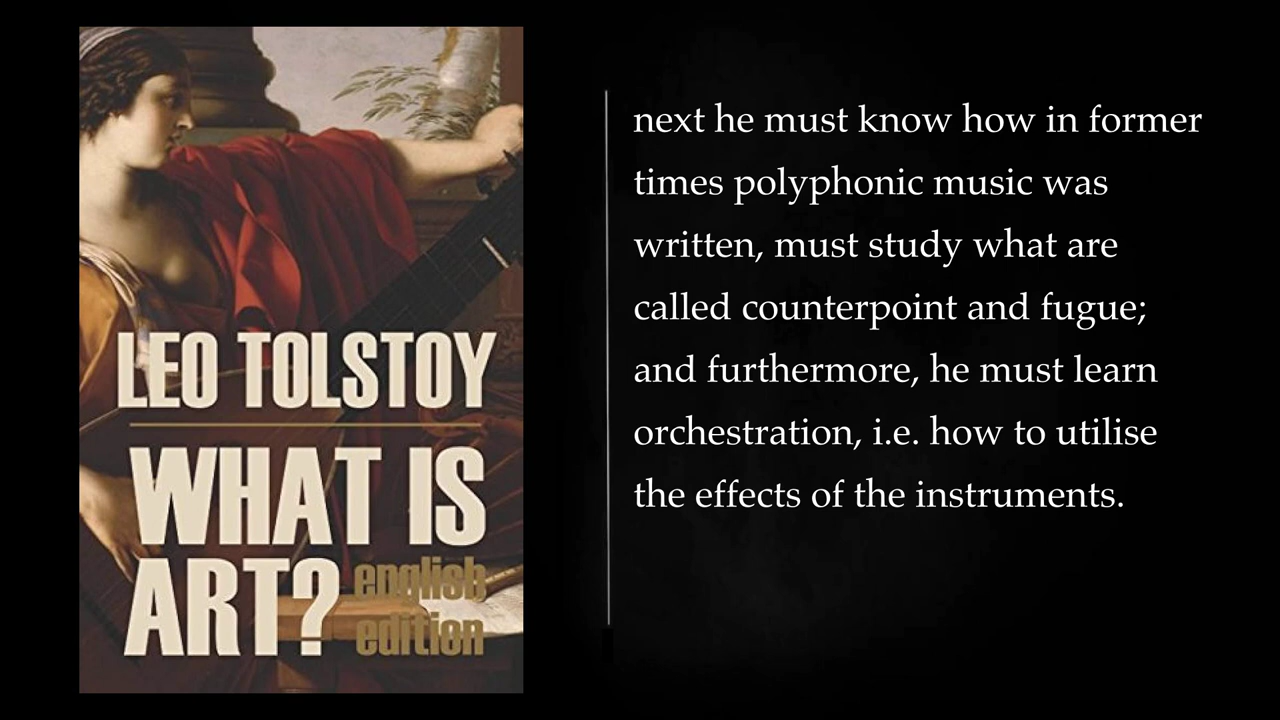 LEO TOLSTOY
WHAT IS
ART?
english
edition
next he must know how in former
times polyphonic music was
written, must study what are
called counterpoint and fugue;
and furthermore, he must learn
orchestration, i.e. how to utilise
the effects of the instruments.